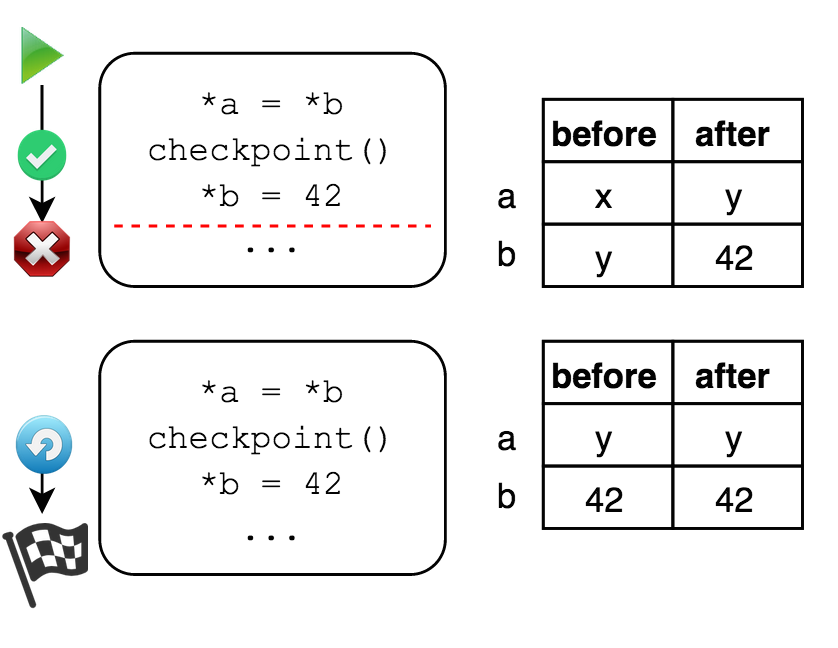 *a = *b
checkpoint()
*b = 42
...
before after
a x y
b y 42
*a = *b
checkpoint()
*b = 42
...
before after
a y y
b 42 42